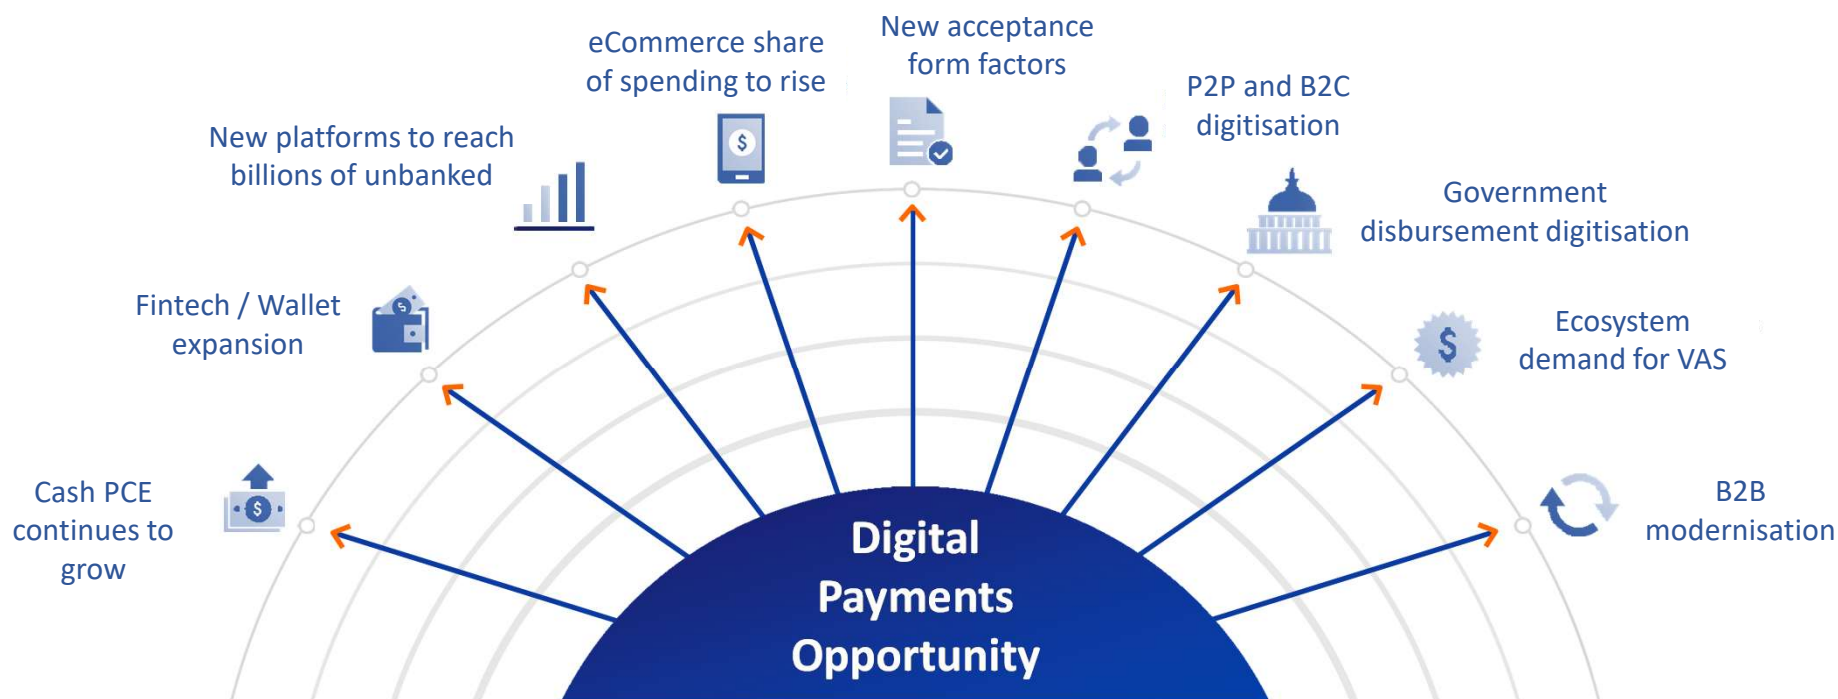 Cash PCE
continues to
grow
Fintech / Wallet
expansion
New platforms to reach
billions of unbanked
eCommerce share
of spending to rise
New acceptance
form factors
P2P and B2C
digitisation
Government
disbursement digitisation
Ecosystem
demand for VAS
B2B
modernisation
Digital
Payments
Opportunity
$
$
$
$